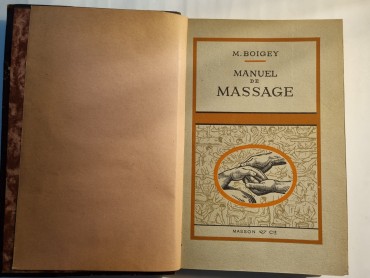 M. BOIGEY
MANUEL
DE
MASSAGE
MASSON ET CIE